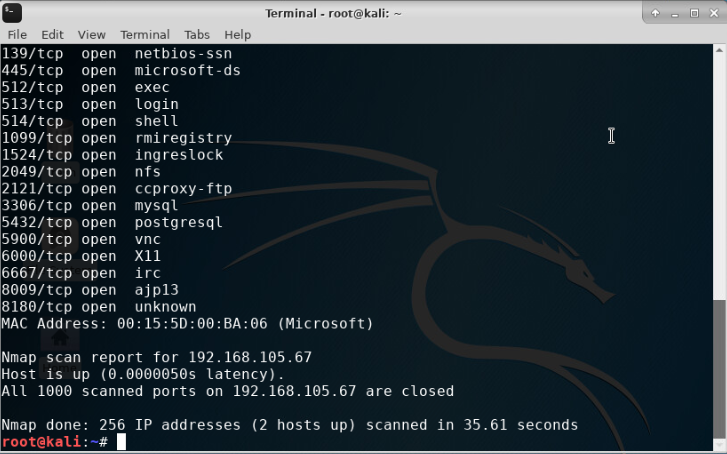 Terminal - root@kali: ~
File Edit View Terminal Tabs Help
139/tcp  open  netbios-ssn
445/tcp  open  microsoft-ds
512/tcp  open  exec
513/tcp  open  login
514/tcp  open  shell
1099/tcp open  rmiregistry
1524/tcp open  ingreslock
2049/tcp open  nfs
2121/tcp open  ccproxy-ftp
3306/tcp open  mysql
5432/tcp open  postgresql
5900/tcp open  vnc
6000/tcp open  X11
6667/tcp open  irc
8009/tcp open  ajp13
8180/tcp open  unknown
MAC Address: 00:15:5D:00:BA:06 (Microsoft)
Nmap scan report for 192.168.105.67
Host is up (0.0000050s latency).
All 1000 scanned ports on 192.168.105.67 are closed
Nmap done: 256 IP addresses (2 hosts up) scanned in 35.61 seconds
root@kali:~#